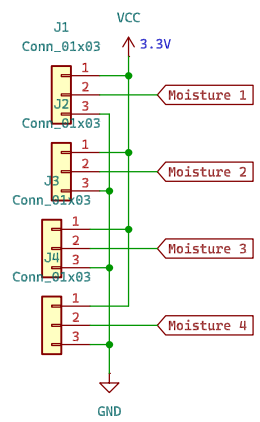 J1
VCC
Conn_01x03
3.3V
1
2
Moisture 1
J2
3
Conn_01x03
1
2
Moisture 2
J3
3
Conn_01x03
1
2
Moisture 3
J4
3
Conn_01x03
1
2
Moisture 4
3
GND